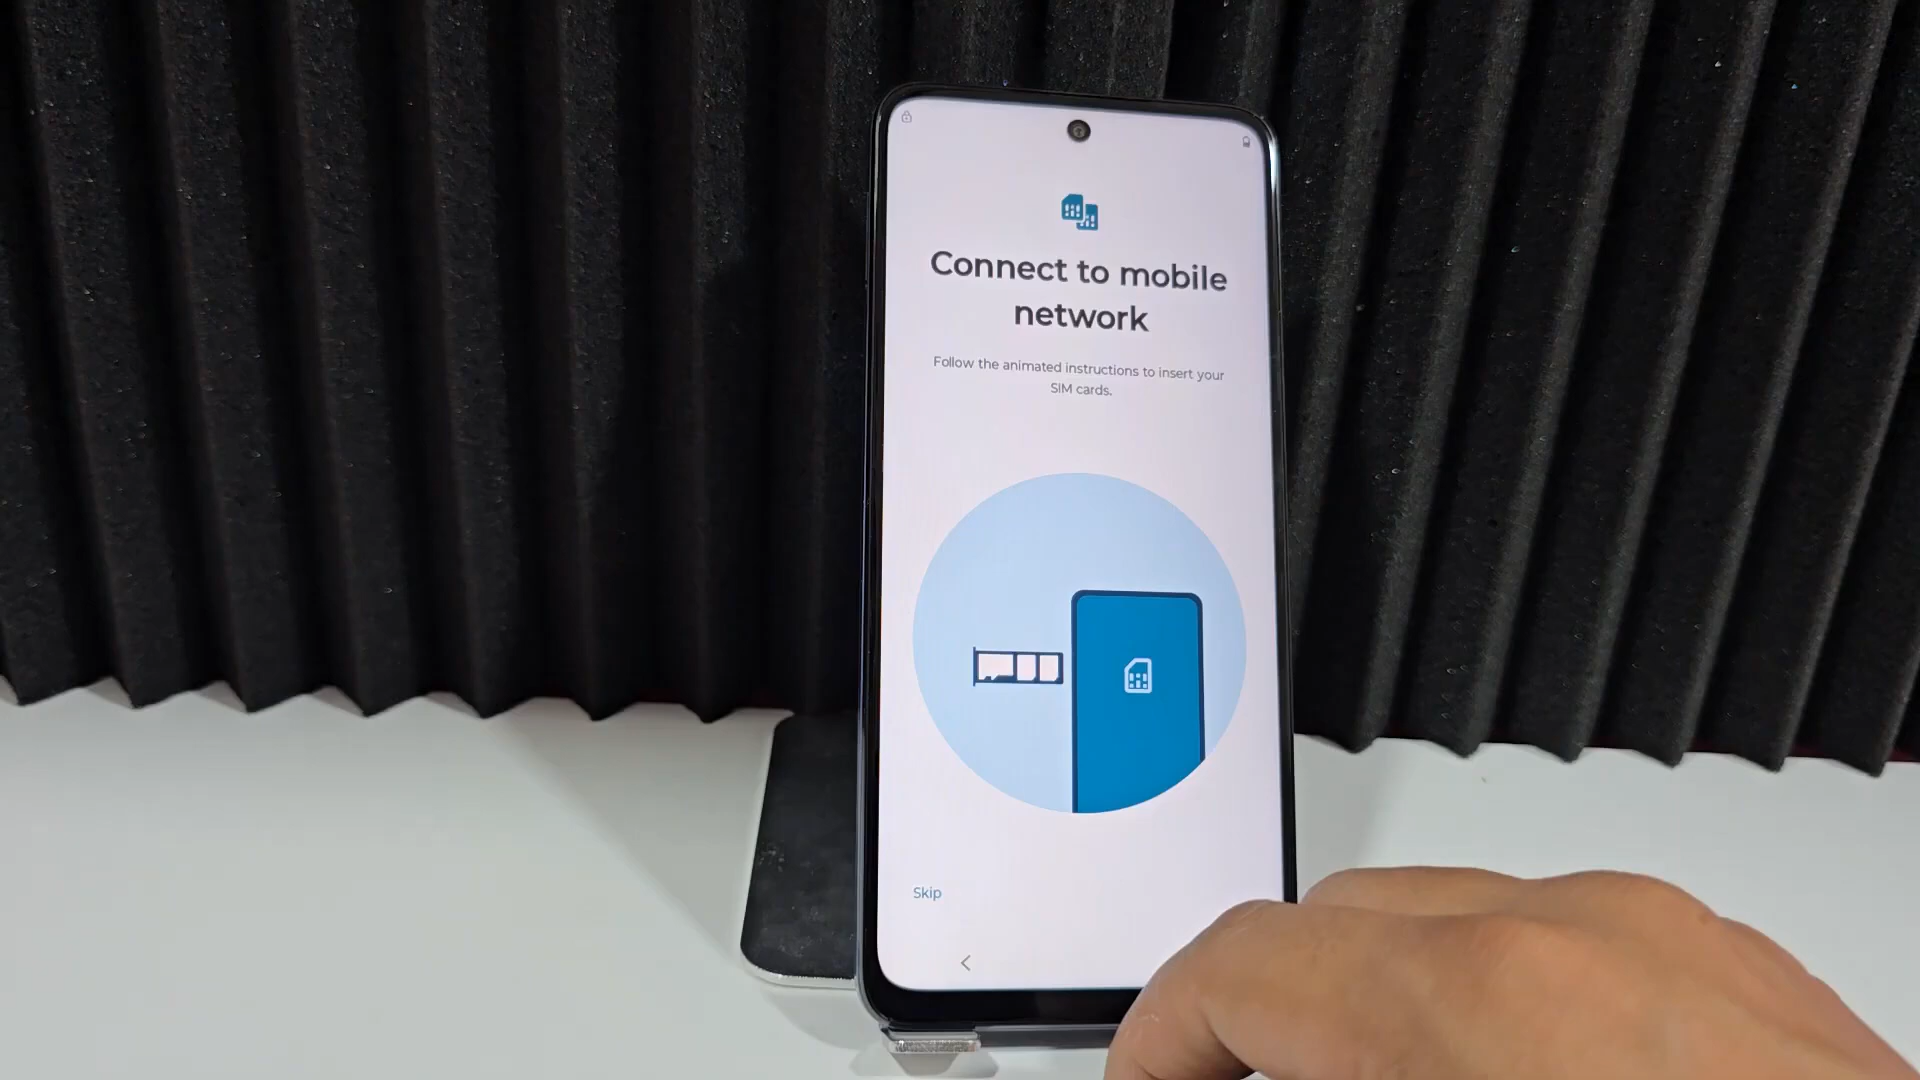 Connect to mobile
network
Follow the animated instructions to insert your
SIM cards.
Skip